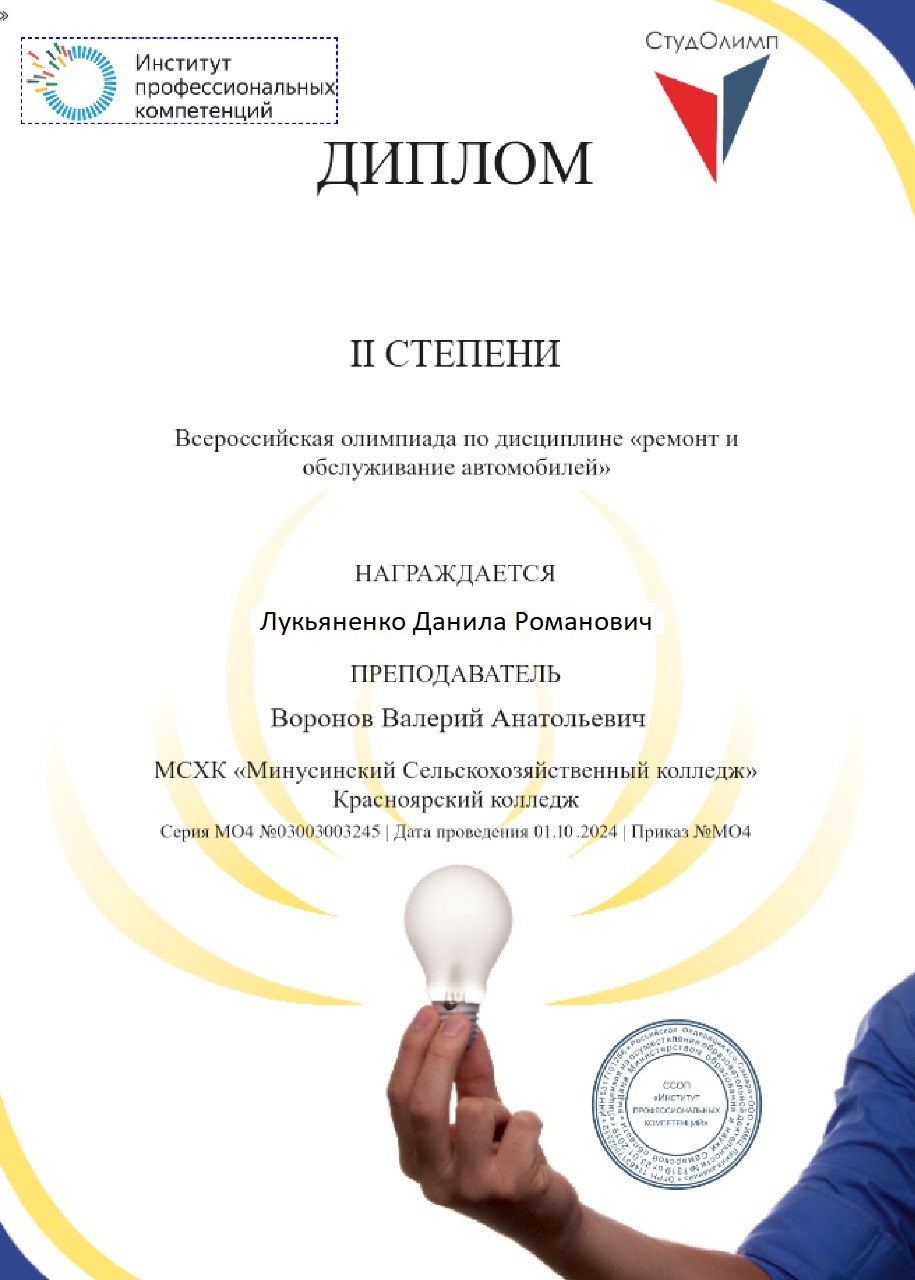 »
Институт
профессиональных
компетенций
СтудОлимп
ДИПЛОМ
II СТЕПЕНИ
Всероссийская олимпиада по дисциплине «ремонт и
обслуживание автомобилей»
НАГРАЖДАЕТСЯ
Лукьяненко Данила Романович
ПРЕПОДАВАТЕЛЬ
Воронов Валерий Анатольевич
МСХК «Минусинский Сельскохозяйственный колледж»
Красноярский колледж
Серия МО4 №03003003245 | Дата проведения 01.10.2024 | Приказ №МО4
ССОП
«Институт
профессиональных
компетенций»